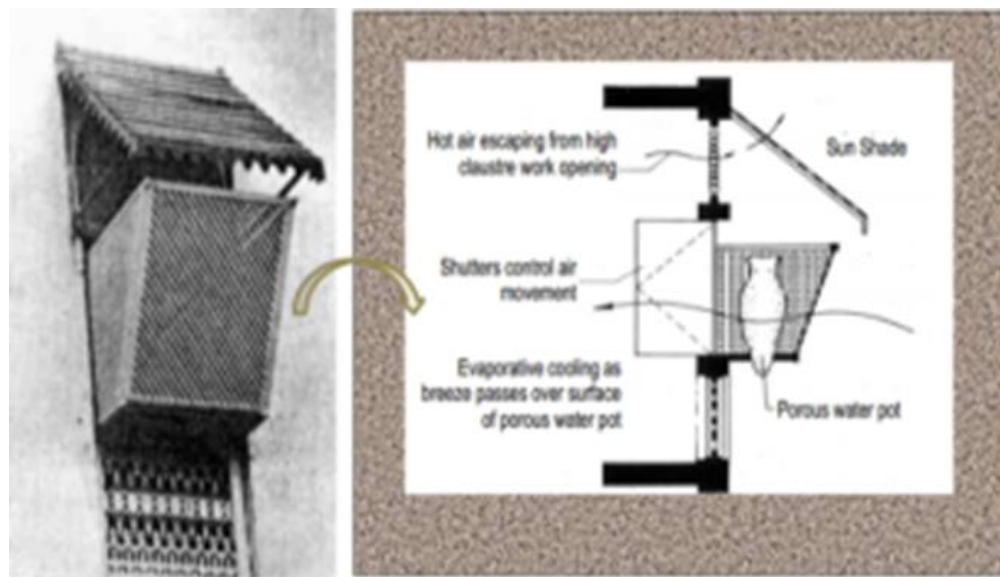 Hot air escaping from high
claustre work opening
Sun Shade
Shutters control air
movement
Evaporative cooling as
breeze passes over surface
of porous water pot
Porous water pot